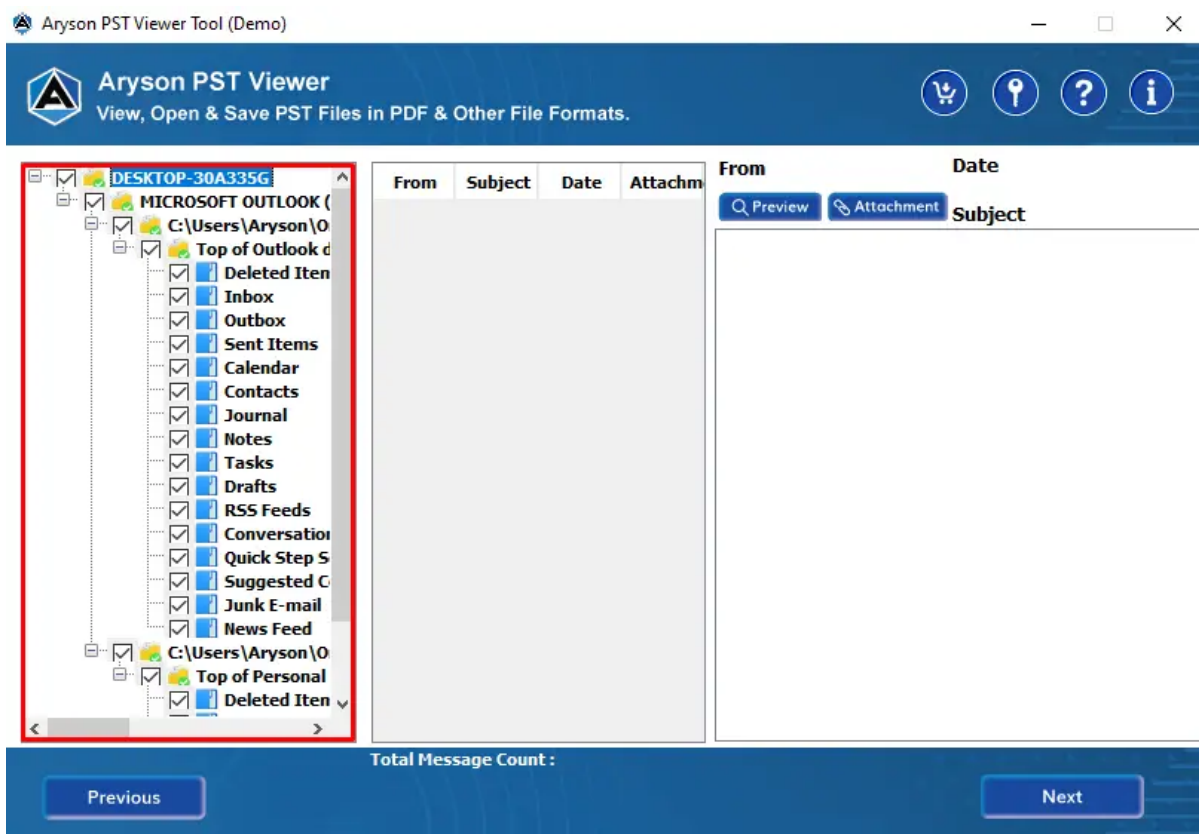 Aryson PST Viewer Tool (Demo)
Aryson PST Viewer
View, Open & Save PST Files in PDF & Other File Formats.
DESKTOP-30A335G
MICROSOFT OUTLOOK (
C:\Users\Aryson\O
Top of Outlook d
Deleted Iten
Inbox
Outbox
Sent Items
Calendar
Contacts
Journal
Notes
Tasks
Drafts
RSS Feeds
Conversation
Quick Step S
Suggested C
Junk E-mail
News Feed
C:\Users\Aryson\O
Top of Personal
Deleted Iten
From Subject Date Attachm
From Date
Preview Attachment Subject
Total Message Count :
Previous Next